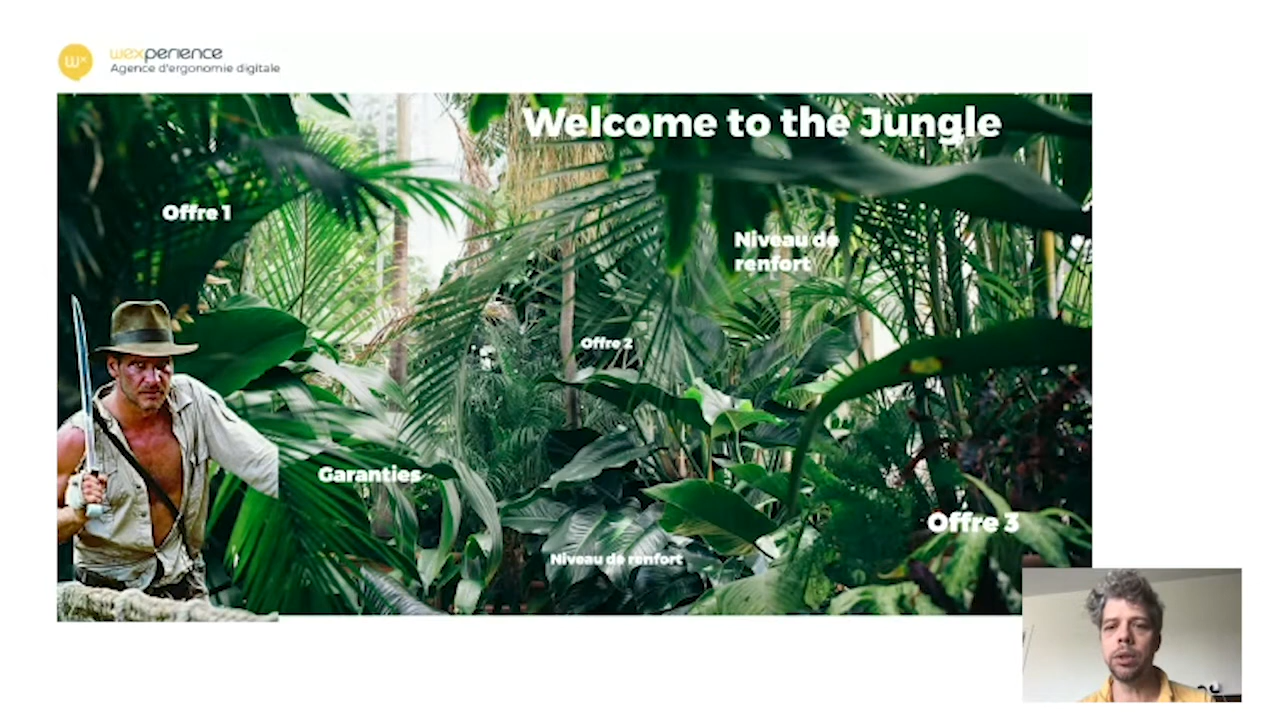 wexperience
Agence d'ergonomie digitale
Welcome to the Jungle
Offre 1
Niveau de
renfort
Offre 2
Garanties
Offre 3
Niveau de renfort